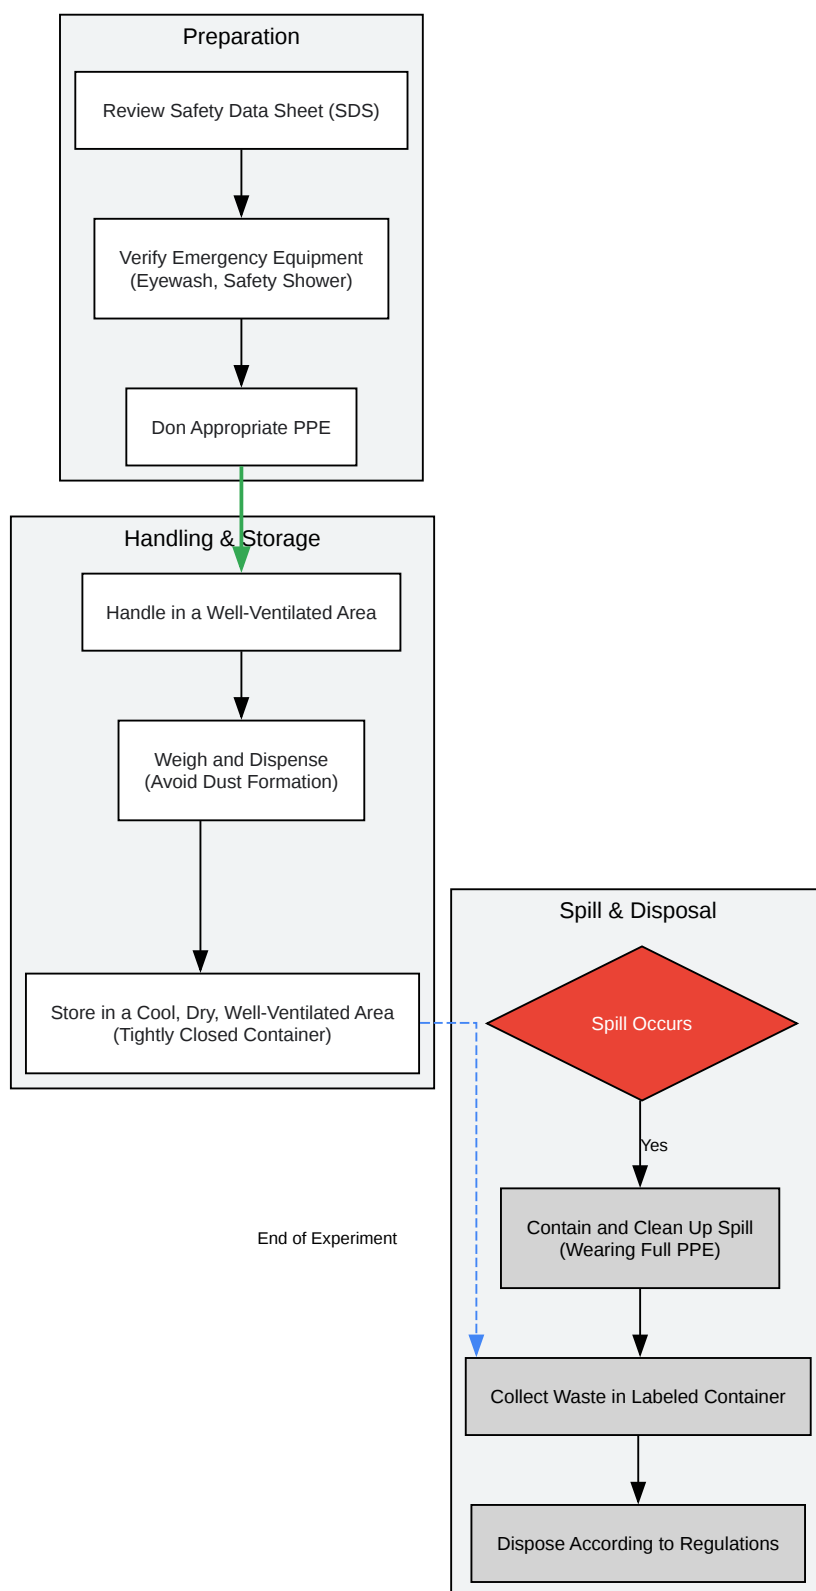 Preparation
Review Safety Data Sheet (SDS)
Verify Emergency Equipment
(Eyewash, Safety Shower)
Don Appropriate PPE
Handling & Storage
Handle in a Well-Ventilated Area
Weigh and Dispense
(Avoid Dust Formation)
Store in a Cool, Dry, Well-Ventilated Area
(Tightly Closed Container)
Spill & Disposal
Spill Occurs
Yes
Contain and Clean Up Spill
(Wearing Full PPE)
End of Experiment
Collect Waste in Labeled Container
Dispose According to Regulations